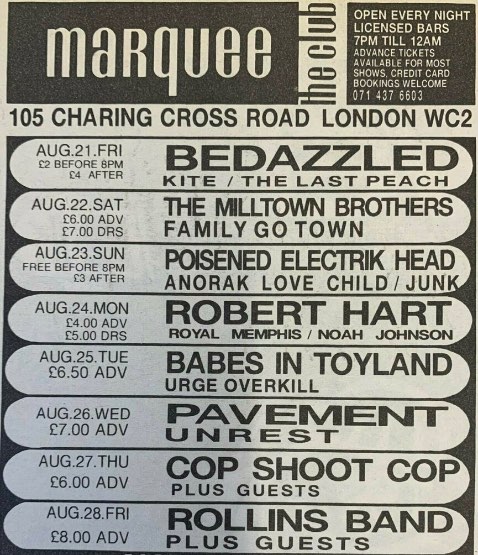 marquee
the club
OPEN EVERY NIGHT
LICENSED BARS
7PM TILL 12AM
ADVANCE TICKETS
AVAILABLE FOR MOST
SHOWS, CREDIT CARD
BOOKINGS WELCOME
071 437 6603
105 CHARING CROSS ROAD LONDON WC2
AUG.21.FRI
£2 BEFORE 8PM
£4 AFTER
BEDAZZLED
KITE / THE LAST PEACH
AUG.22.SAT
£6.00 ADV
£7.00 DRS
THE MILLTOWN BROTHERS
FAMILY GO TOWN
AUG.23.SUN
FREE BEFORE 8PM
£3 AFTER
POISENED ELECTRIK HEAD
ANORAK LOVE CHILD / JUNK
AUG.24.MON
£4.00 ADV
£5.00 DRS
ROBERT HART
ROYAL MEMPHIS / NOAH JOHNSON
AUG.25.TUE
£6.50 ADV
BABES IN TOYLAND
URGE OVERKILL
AUG.26.WED
£7.00 ADV
PAVEMENT
UNREST
AUG.27.THU
£6.00 ADV
COP SHOOT COP
PLUS GUESTS
AUG.28.FRI
£8.00 ADV
ROLLINS BAND
PLUS GUESTS